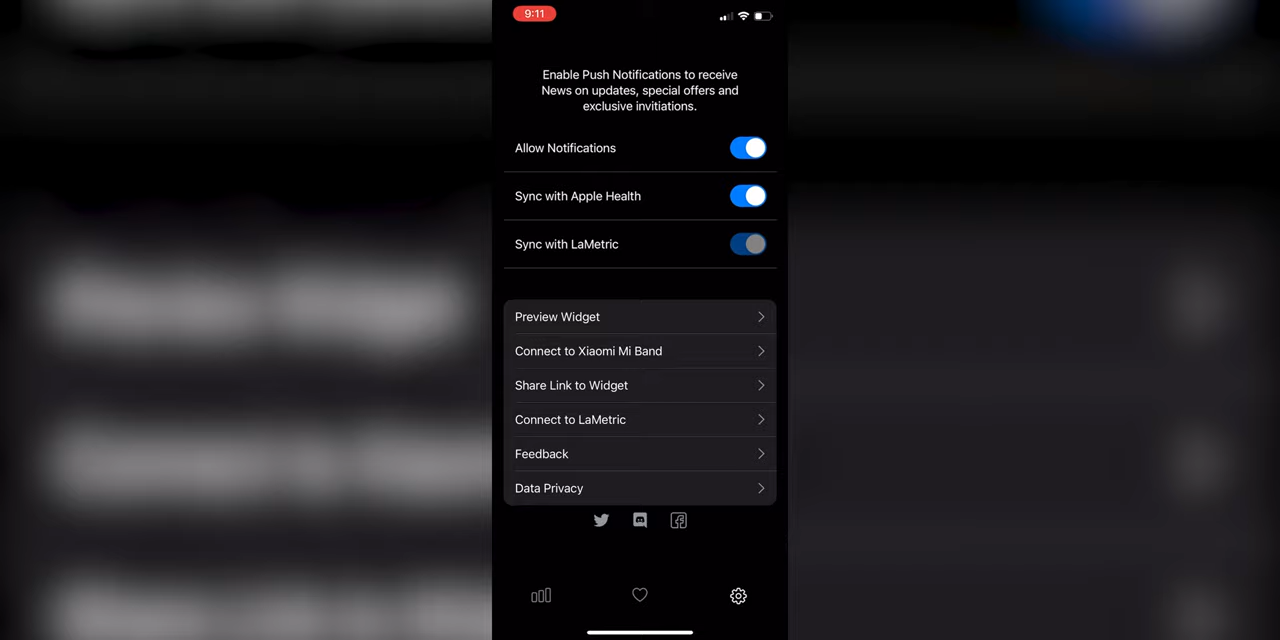 9:11
Enable Push Notifications to receive
News on updates, special offers and
exclusive invitiations.
Allow Notifications
Sync with Apple Health
Sync with LaMetric
Preview Widget
Connect to Xiaomi Mi Band
Share Link to Widget
Connect to LaMetric
Feedback
Data Privacy